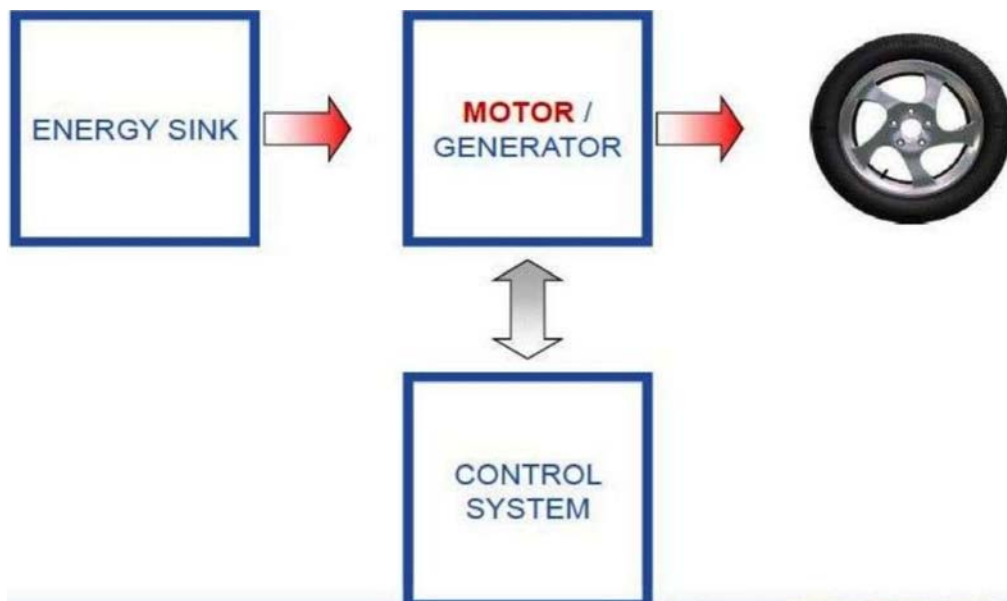 ENERGY SINK
MOTOR /
GENERATOR
CONTROL
SYSTEM